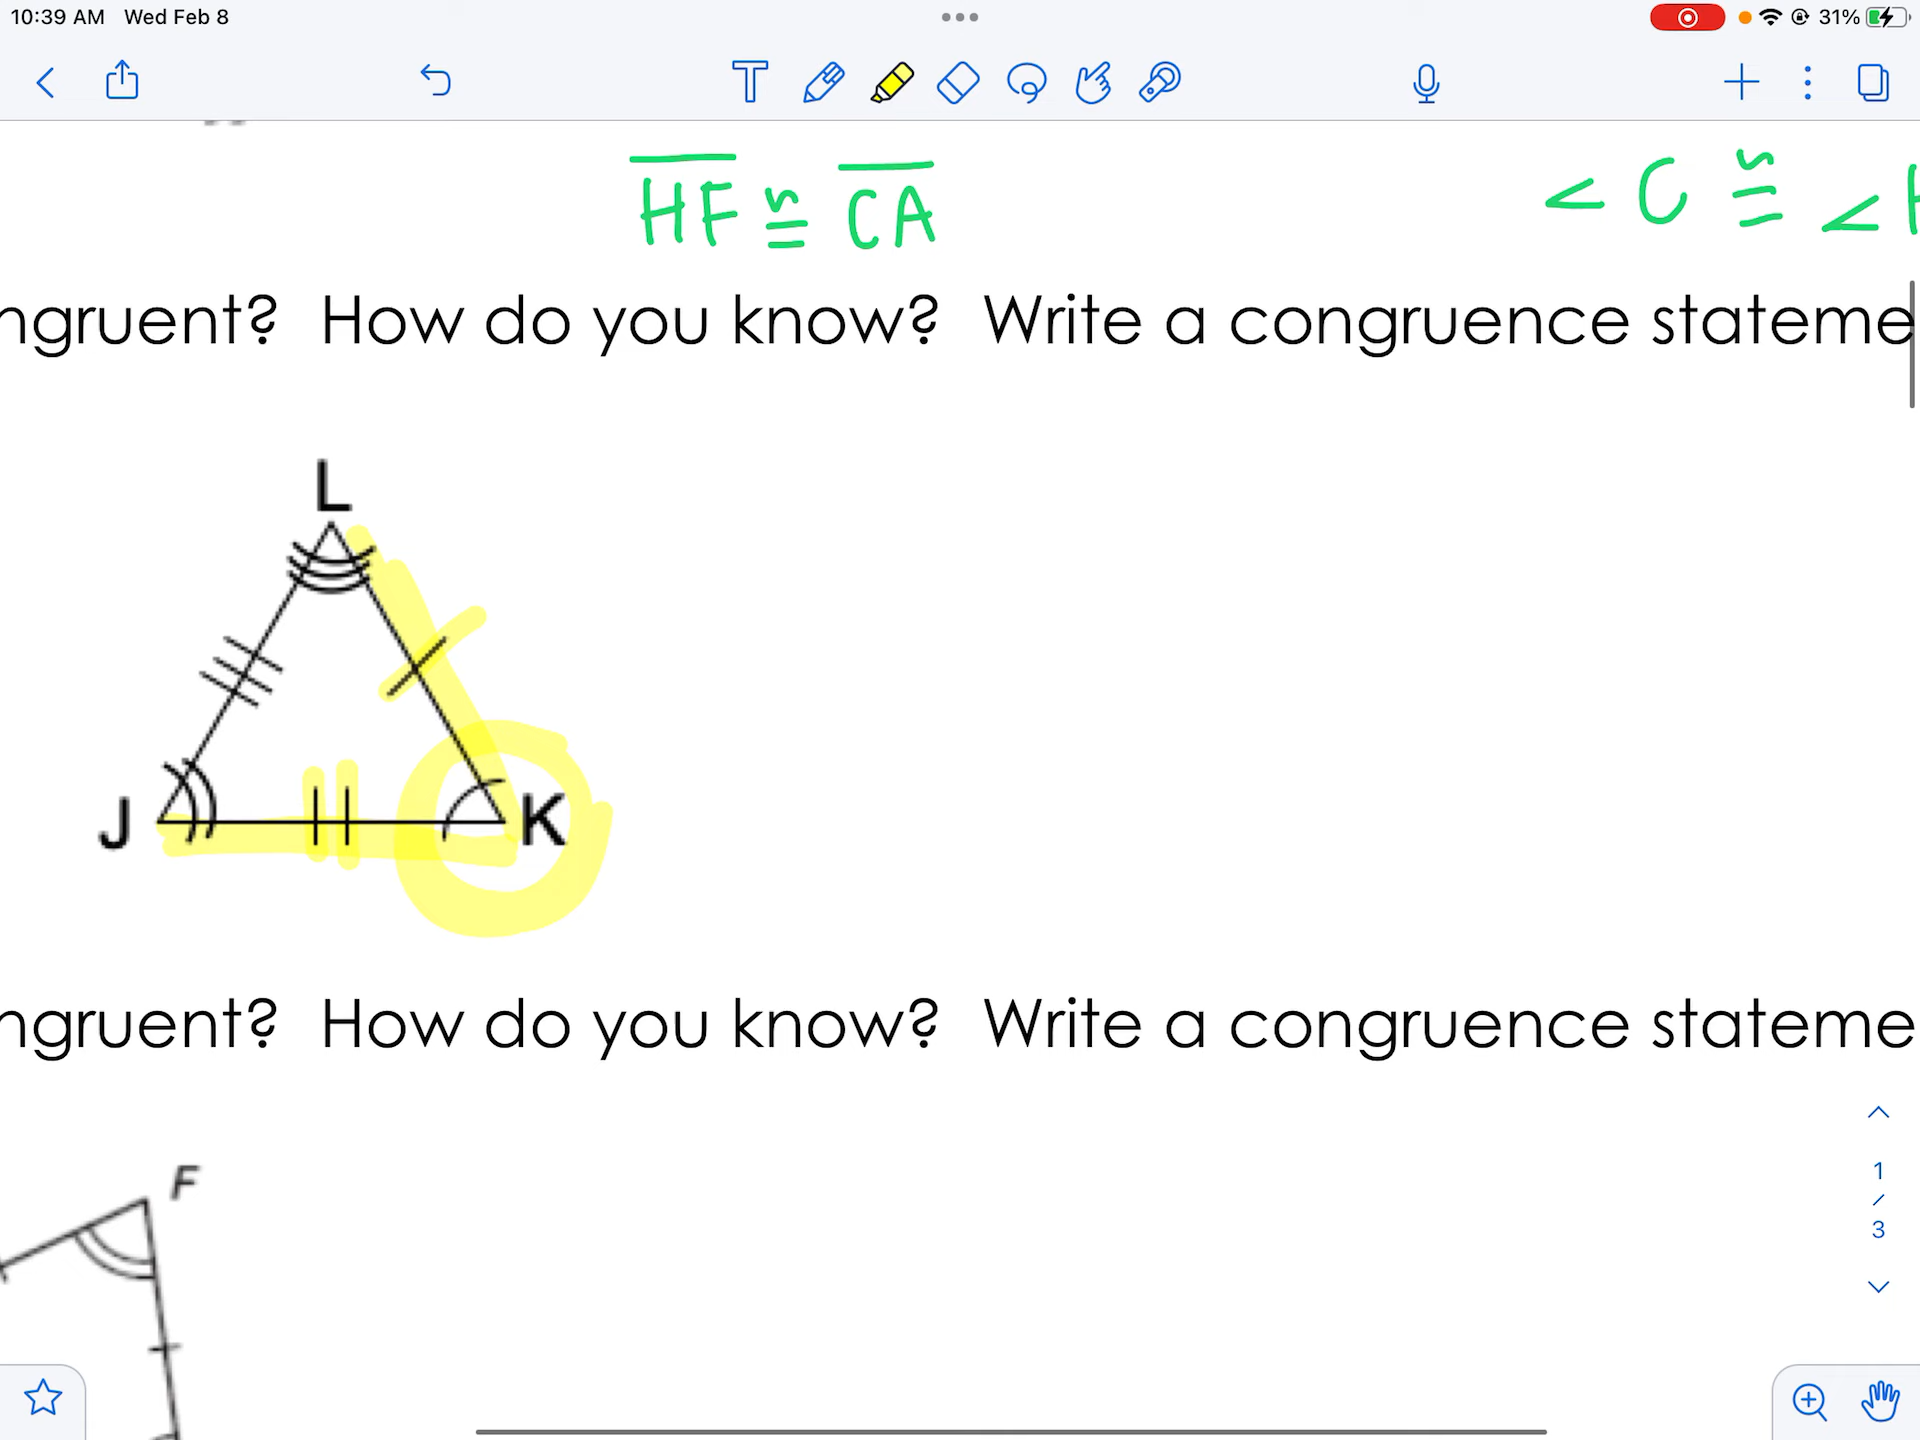 10:39 AM Wed Feb 8
31%
T
HF ≅ CA
< C ≅ <
ngruent? How do you know? Write a congruence stateme
L
J
K
ngruent? How do you know? Write a congruence stateme
F
1
/
3